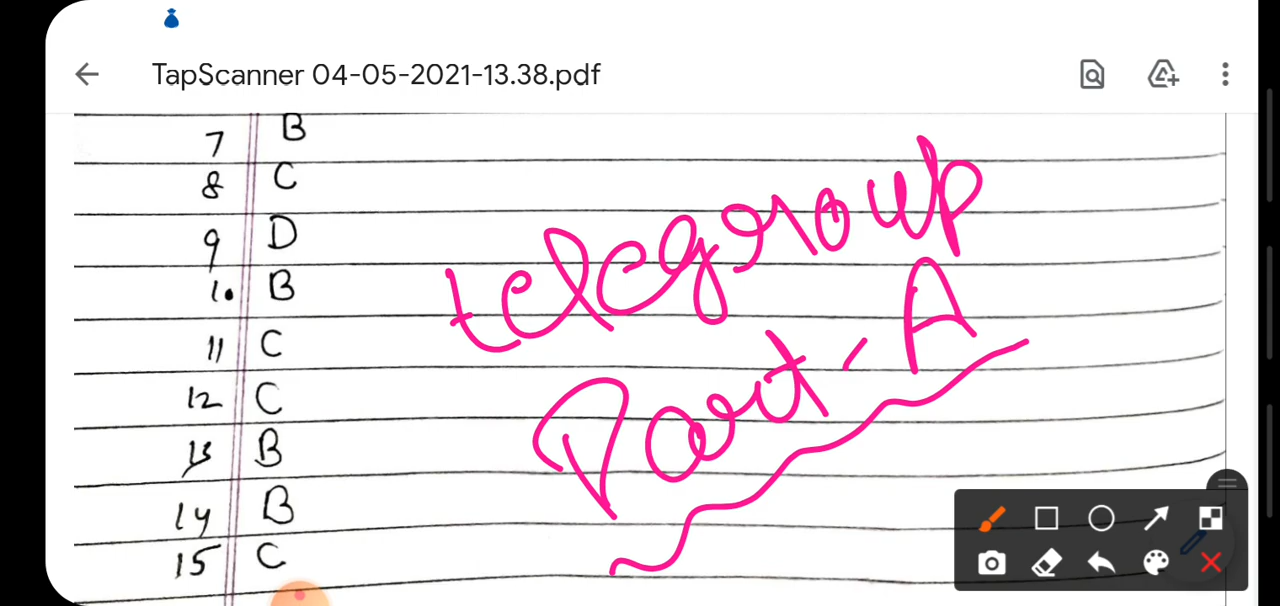 TapScanner 04-05-2021-13.38.pdf
7 B
8 C
9 D
10 B
11 C
12 C
13 B
14 B
15 C
telegroup
Part-A